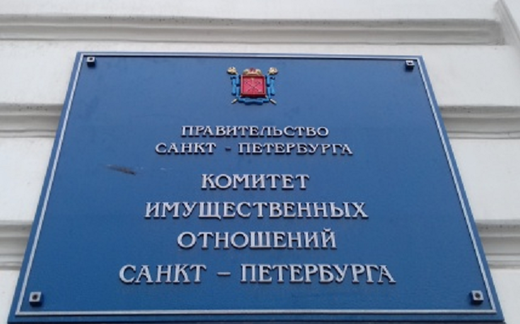 ПРАВИТЕЛЬСТВО
САНКТ - ПЕТЕРБУРГА
КОМИТЕТ
ИМУЩЕСТВЕННЫХ
ОТНОШЕНИЙ
САНКТ – ПЕТЕРБУРГА